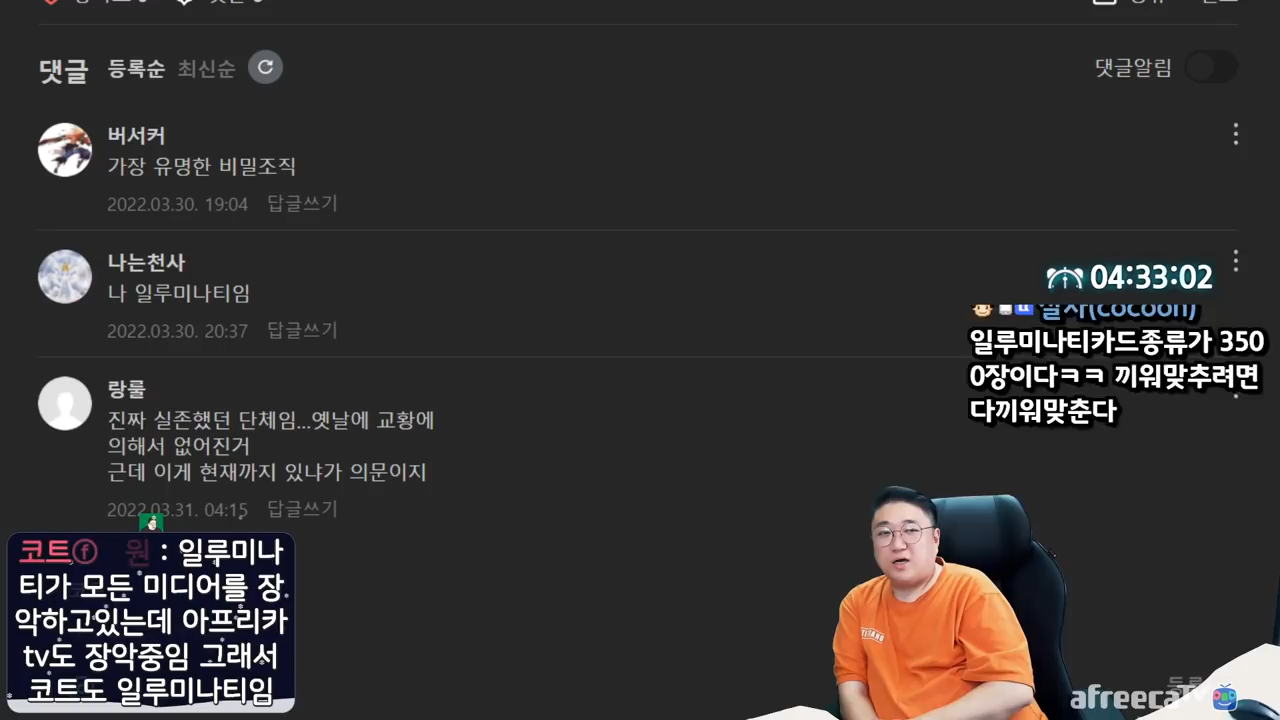 댓글 등록순 최신순
댓글알림
버서커
가장 유명한 비밀조직
2022.03.30. 19:04 답글쓰기
나는천사
나 일루미나티임
2022.03.30. 20:37 답글쓰기
랑룰
진짜 실존했던 단체임...옛날에 교황에
의해서 없어진거
근데 이게 현재까지 있냐가 의문이지
2022.03.31. 04:15 답글쓰기
04:33:02
(cocoon)
일루미나티카드종류가 350
0장이다ㅋㅋ 끼워맞추려면
다끼워맞춘다
코트ⓕ 원 : 일루미나
티가 모든 미디어를 장
악하고있는데 아프리카
tv도 장악중임 그래서
코트도 일루미나티임
afreecaTV